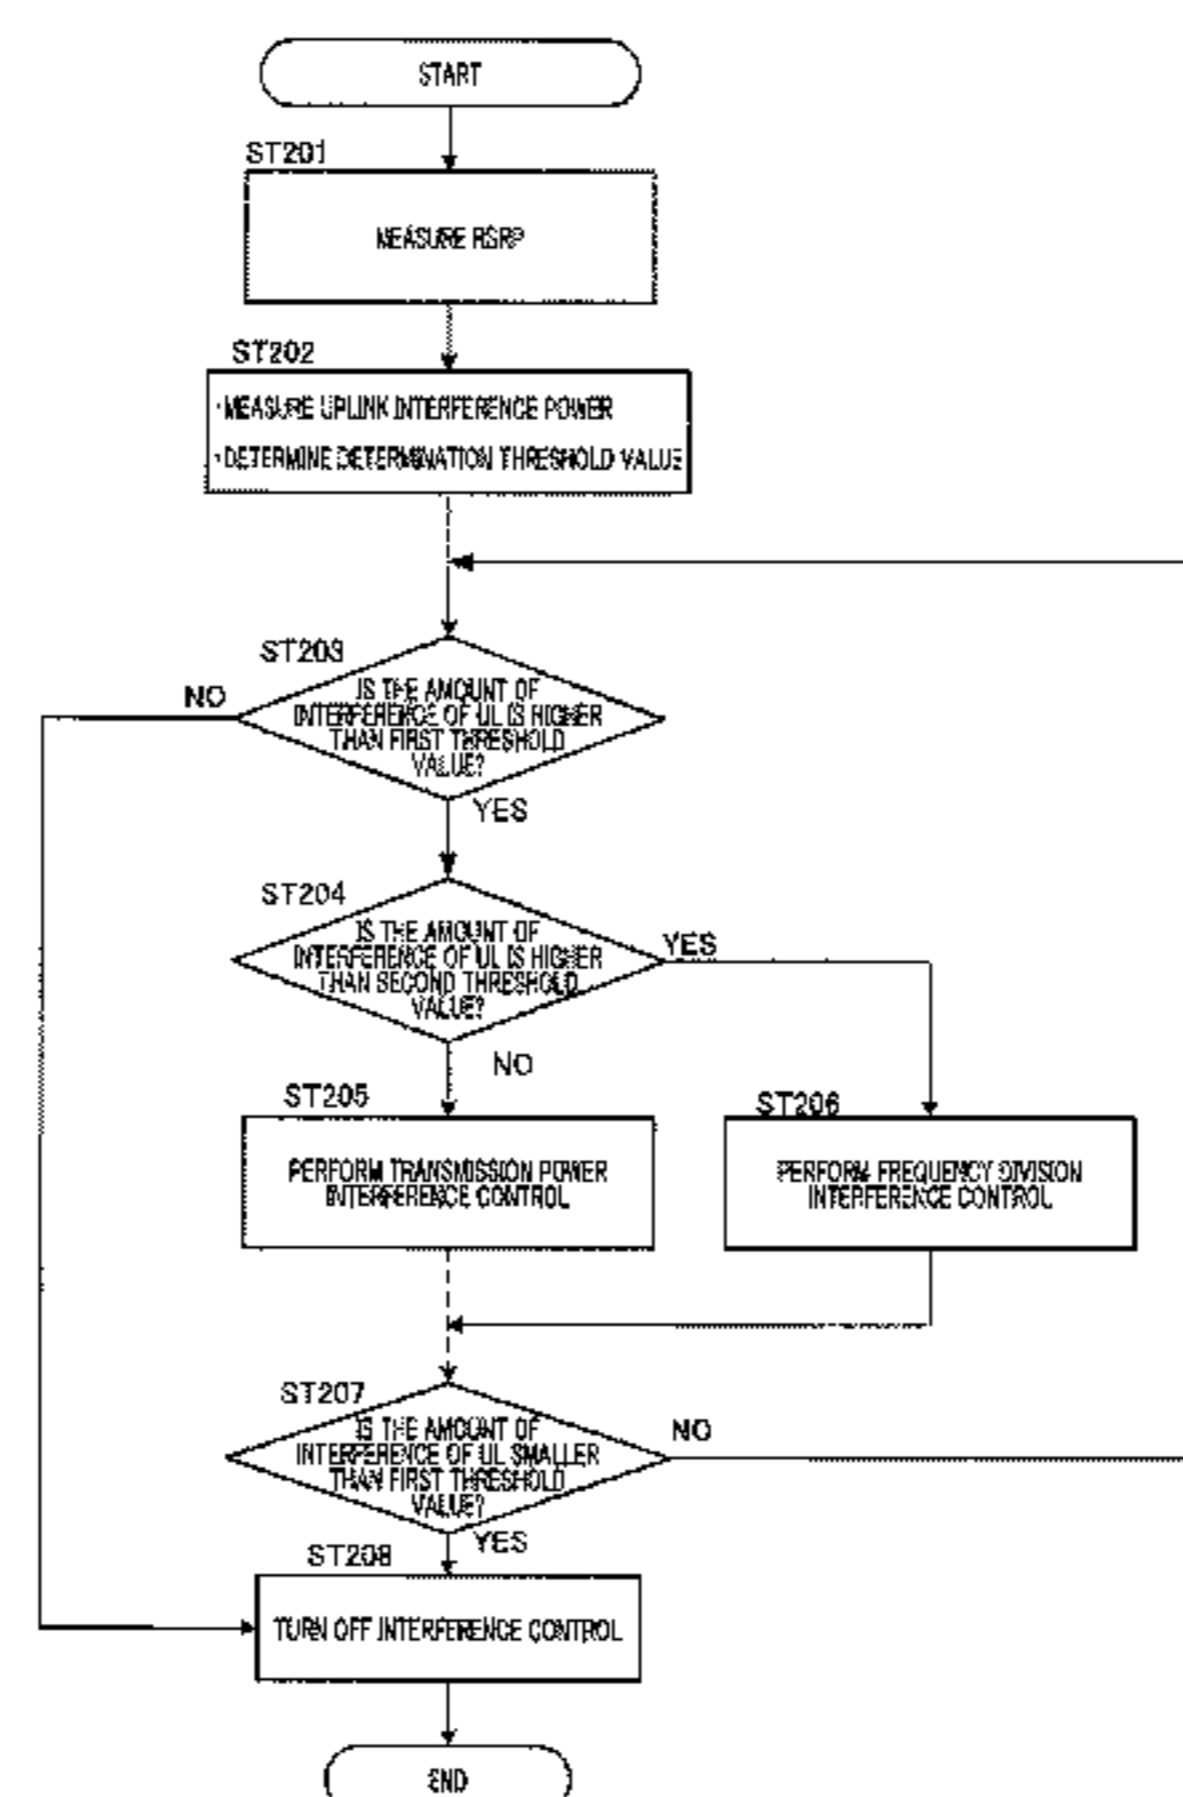 START
ST201
MEASURE RSRP
ST202
·MEASURE UPLINK INTERFERENCE POWER
·DETERMINE DETERMINATION THRESHOLD VALUE
ST203
NO
IS THE AMOUNT OF
INTERFERENCE OF UL IS HIGHER
THAN FIRST THRESHOLD
VALUE?
YES
ST204
IS THE AMOUNT OF
INTERFERENCE OF UL IS HIGHER
THAN SECOND THRESHOLD
VALUE?
YES
NO
ST205
PERFORM TRANSMISSION POWER
INTERFERENCE CONTROL
ST206
PERFORM FREQUENCY DIVISION
INTERFERENCE CONTROL
ST207
IS THE AMOUNT OF
INTERFERENCE OF UL SMALLER
THAN FIRST THRESHOLD
VALUE?
NO
YES
ST208
TURN OFF INTERFERENCE CONTROL
END